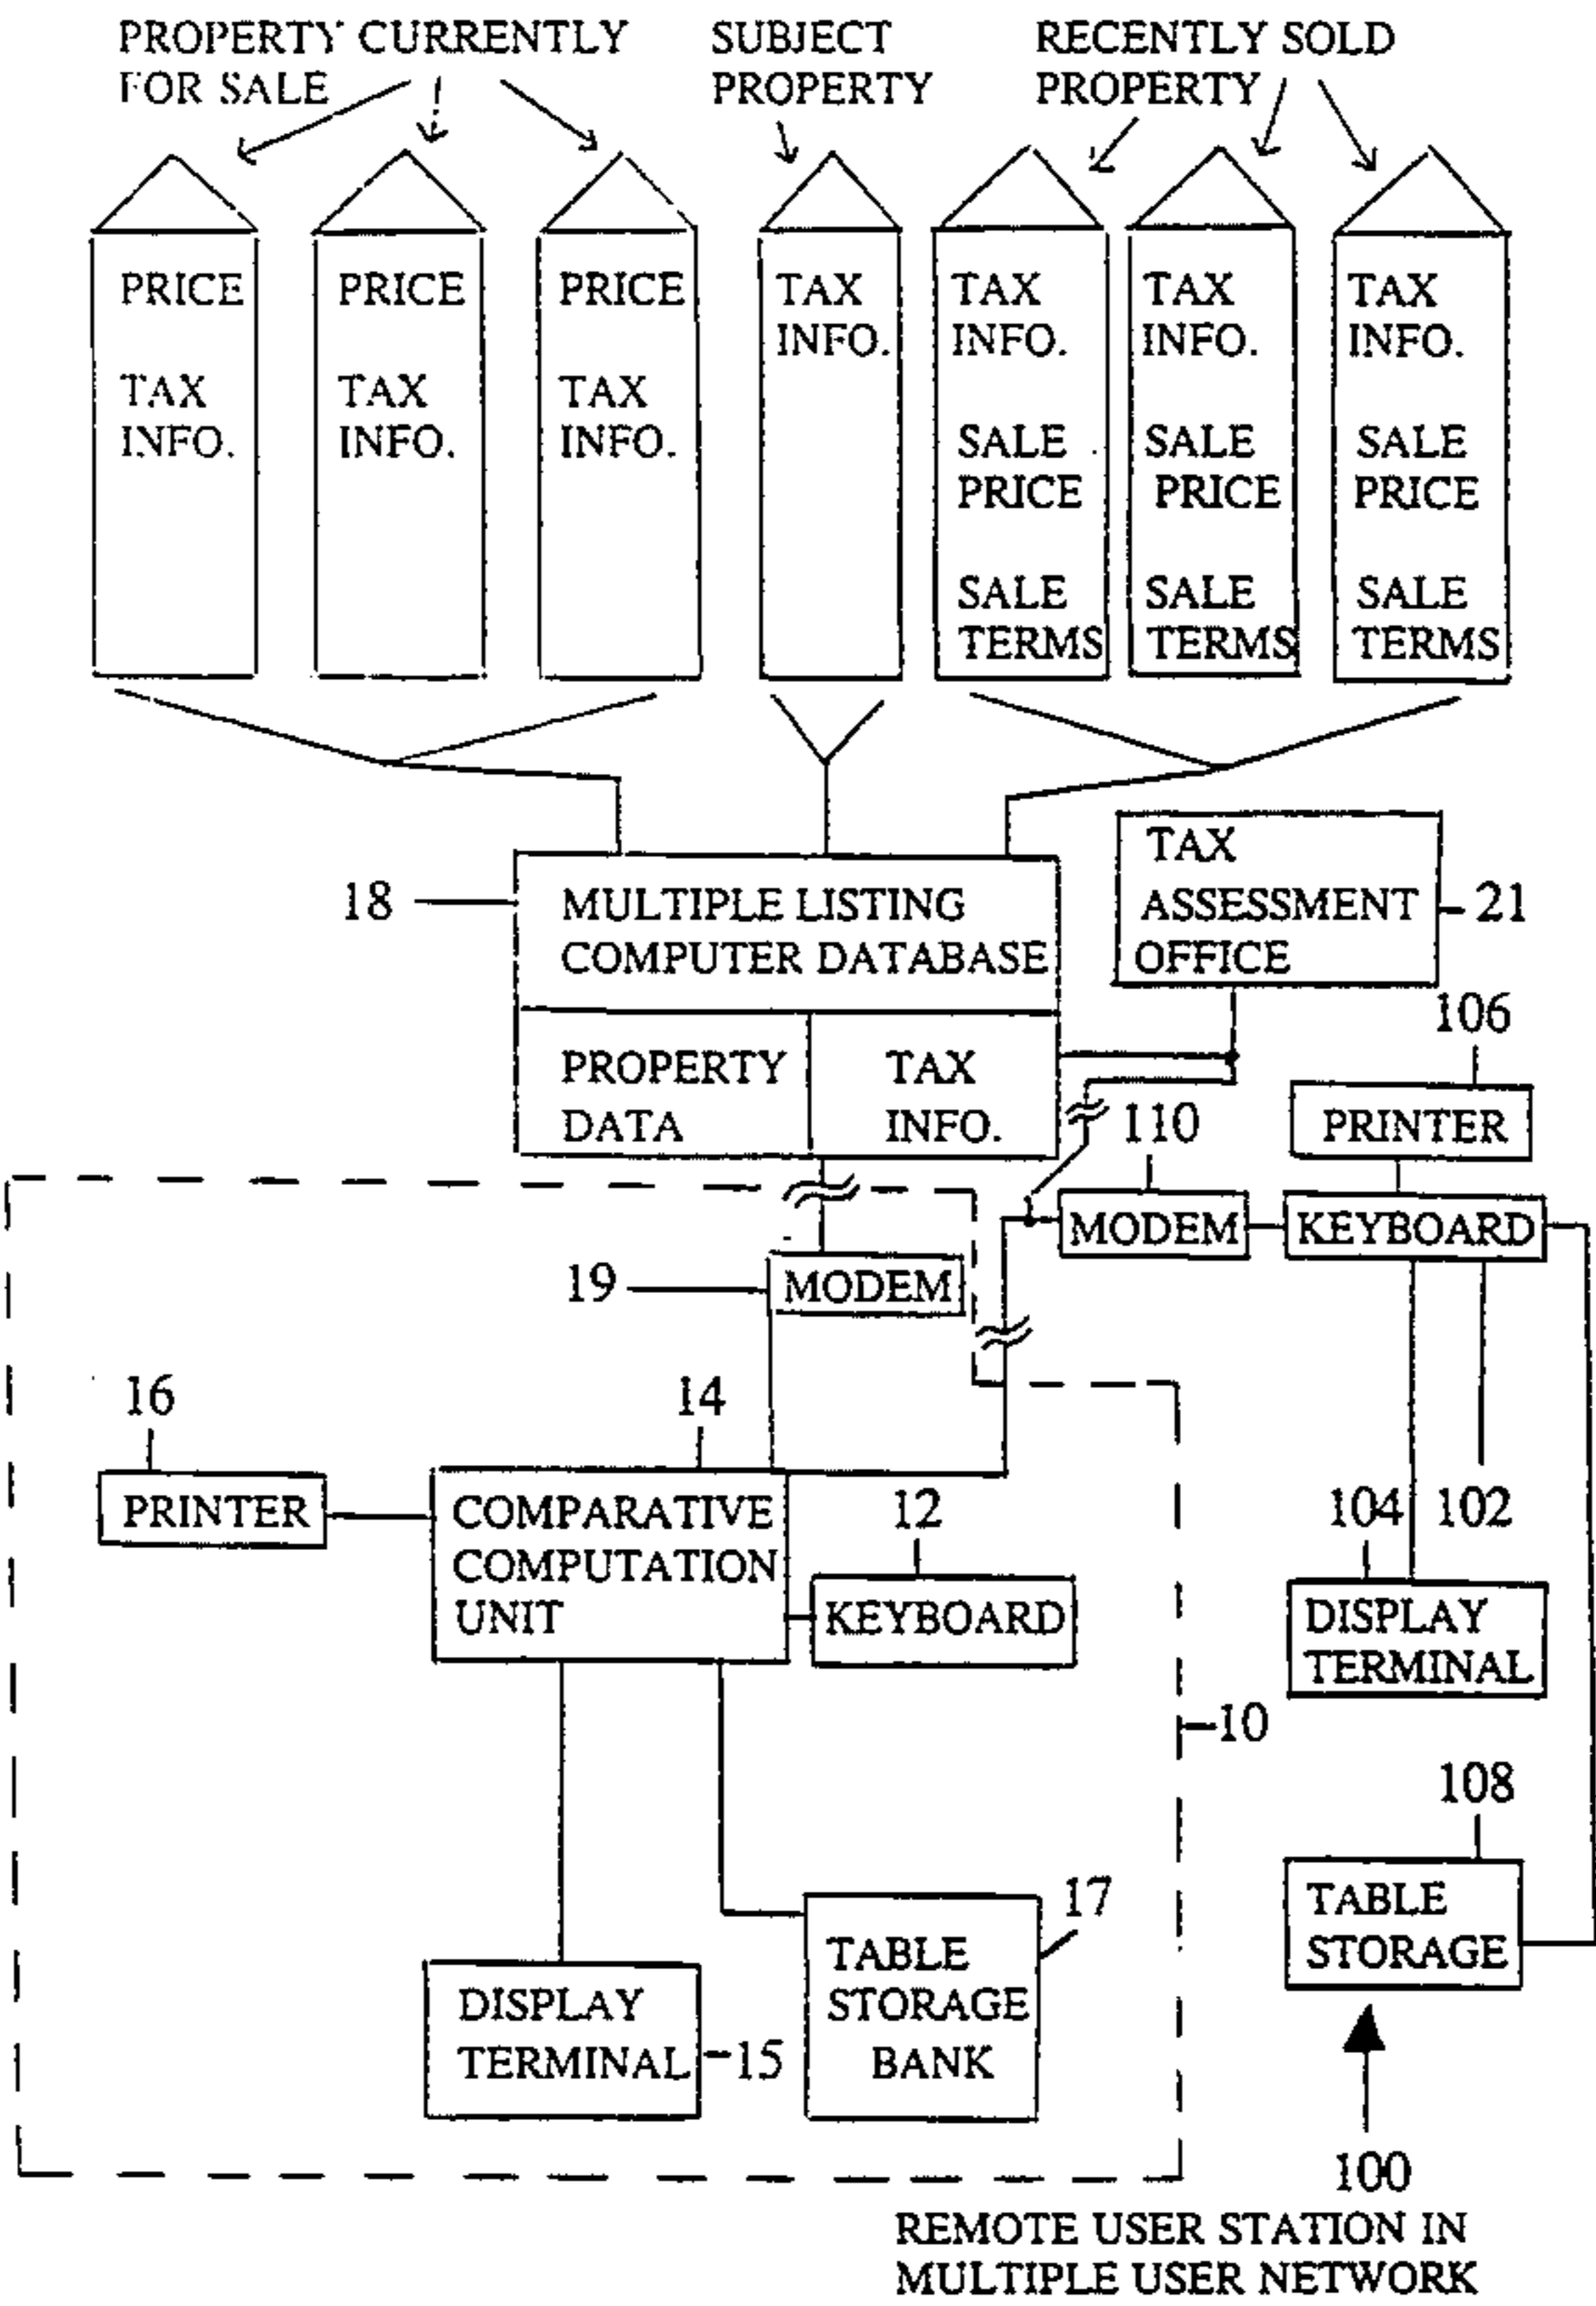 PROPERTY CURRENTLY
FOR SALE
SUBJECT
PROPERTY
RECENTLY SOLD
PROPERTY
PRICE
TAX
INFO.
PRICE
TAX
INFO.
PRICE
TAX
INFO.
TAX
INFO.
TAX
INFO.
SALE
PRICE
SALE
TERMS
TAX
INFO.
SALE
PRICE
SALE
TERMS
TAX
INFO.
SALE
PRICE
SALE
TERMS
18
MULTIPLE LISTING
COMPUTER DATABASE
PROPERTY
DATA
TAX
INFO.
TAX
ASSESSMENT
OFFICE
21
106
PRINTER
110
MODEM
KEYBOARD
19
MODEM
16
PRINTER
14
COMPARATIVE
COMPUTATION
UNIT
12
KEYBOARD
104
102
DISPLAY
TERMINAL
10
108
TABLE
STORAGE
17
TABLE
STORAGE
BANK
DISPLAY
TERMINAL
15
100
REMOTE USER STATION IN
MULTIPLE USER NETWORK